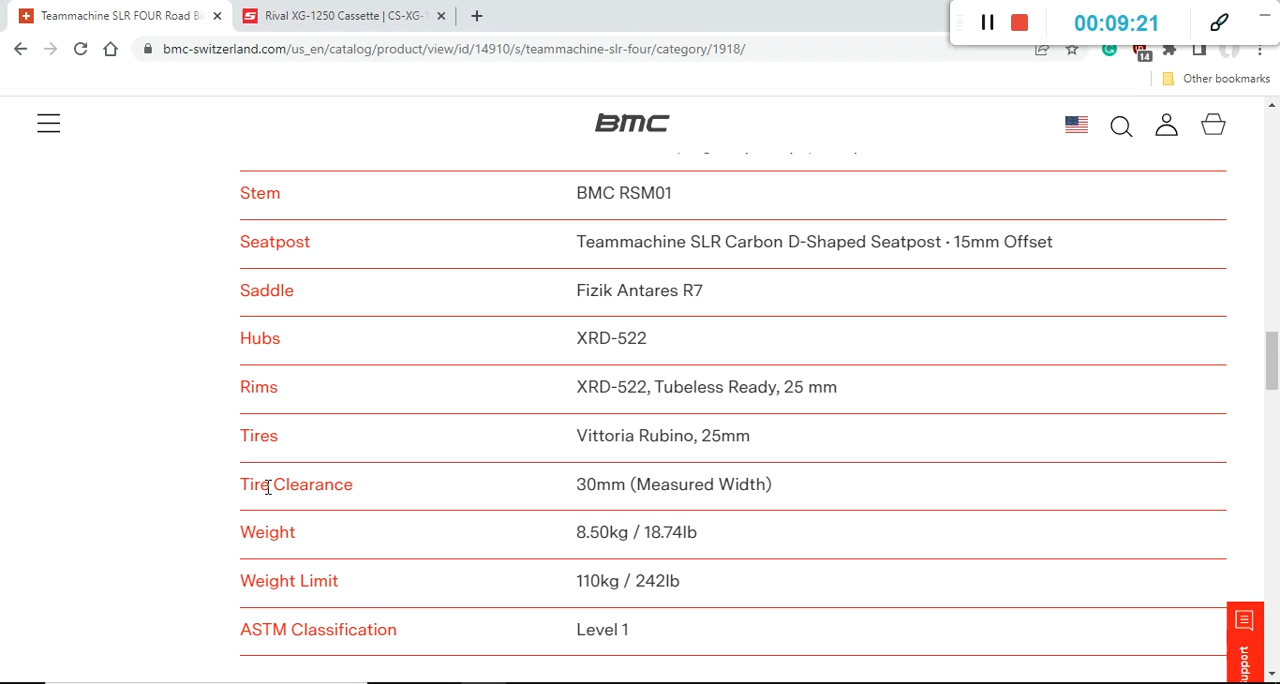 Teammachine SLR FOUR Road Bi
Rival XG-1250 Cassette | CS-XG-1
00:09:21
bmc-switzerland.com/us_en/catalog/product/view/id/14910/s/teammachine-slr-four/category/1918/
14
Other bookmarks
BMC
Stem BMC RSM01
Seatpost Teammachine SLR Carbon D-Shaped Seatpost · 15mm Offset
Saddle Fizik Antares R7
Hubs XRD-522
Rims XRD-522, Tubeless Ready, 25 mm
Tires Vittoria Rubino, 25mm
Tire Clearance 30mm (Measured Width)
Weight 8.50kg / 18.74lb
Weight Limit 110kg / 242lb
ASTM Classification Level 1
upport